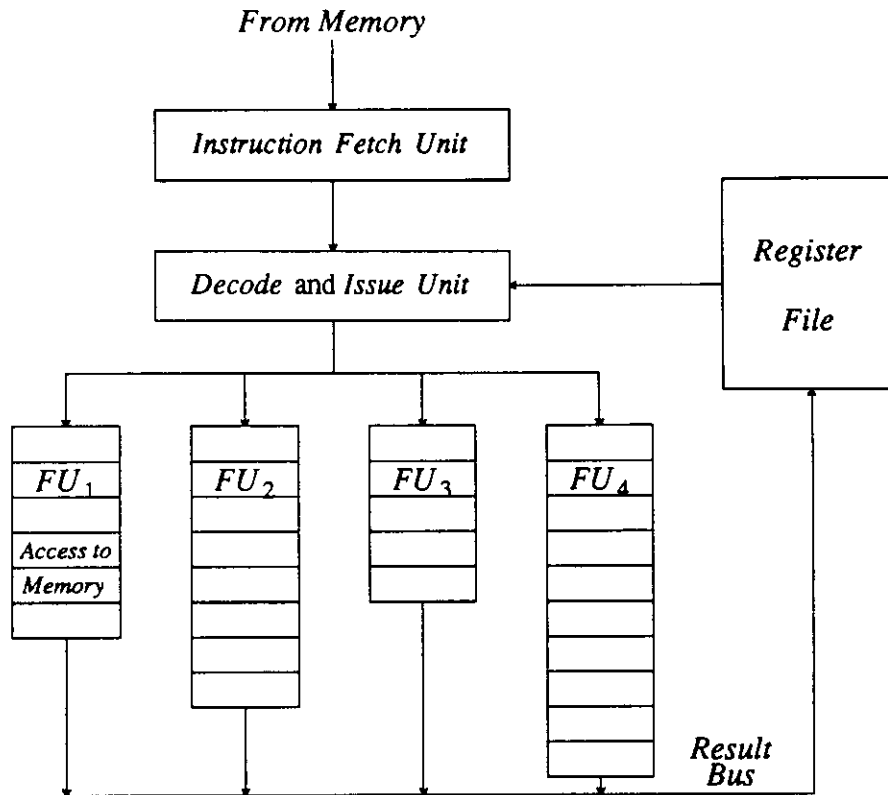 From Memory
Instruction Fetch Unit
Decode and Issue Unit
Register
File
FU1
FU2
FU3
FU4
Access to
Memory
Result
Bus